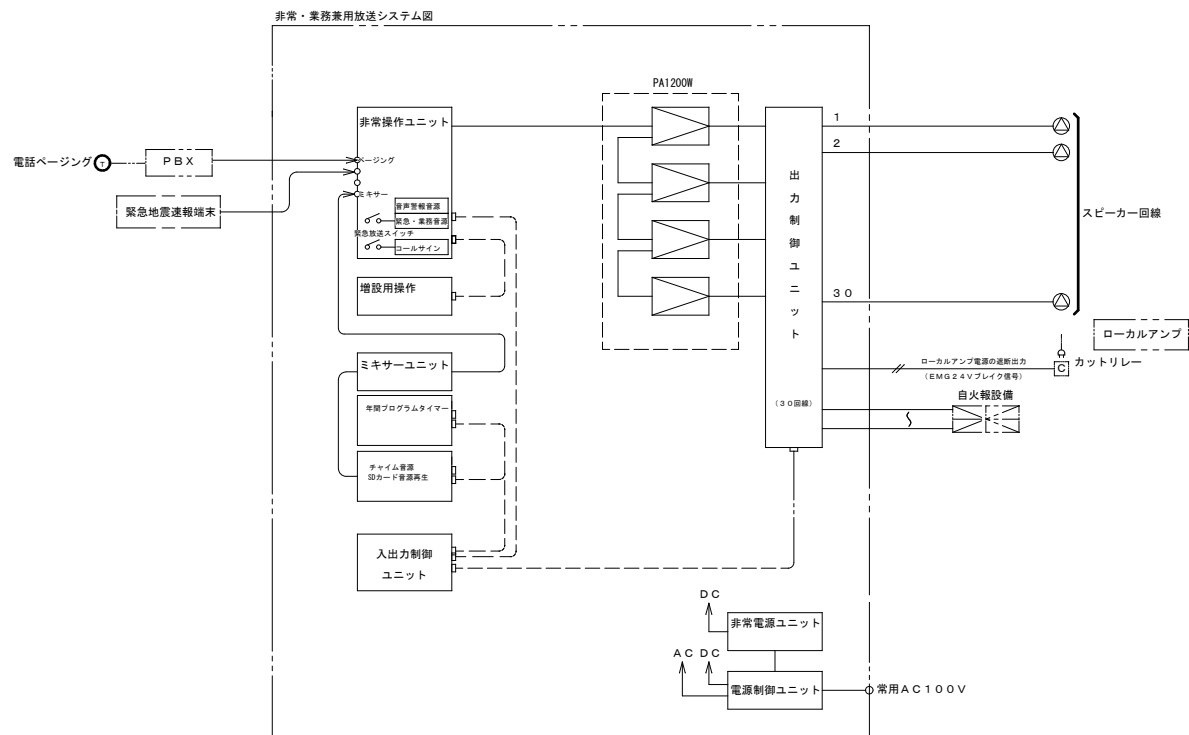 非常・業務兼用放送システム図
PA1200W
非常操作ユニット
電話ページング
T
PBX
ページング
緊急地震速報端末
ミキサー
音声警報音源
緊急・業務音源
緊急放送スイッチ
コールサイン
増設用操作
ミキサーユニット
年間プログラムタイマー
チャイム音源
SDカード音源再生
入出力制御
ユニット
出力制御ユニット
(30回線)
1
2
30
スピーカー回線
ローカルアンプ
ローカルアンプ電源の遮断出力
(EMG24Vブレイク信号)
C
カットリレー
自火報設備
DC
非常電源ユニット
AC DC
電源制御ユニット
常用AC100V